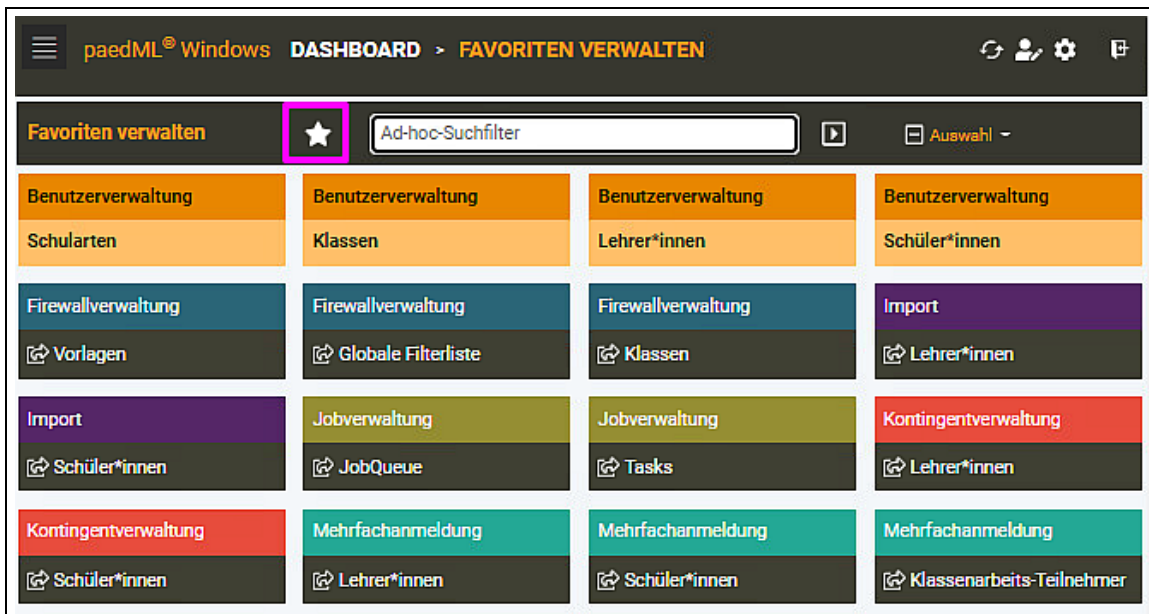 paedML® Windows DASHBOARD > FAVORITEN VERWALTEN
Favoriten verwalten Ad-hoc-Suchfilter Auswahl
Benutzerverwaltung Benutzerverwaltung Benutzerverwaltung Benutzerverwaltung
Schularten Klassen Lehrer*innen Schüler*innen
Firewallverwaltung Firewallverwaltung Firewallverwaltung Import
Vorlagen Globale Filterliste Klassen Lehrer*innen
Import Jobverwaltung Jobverwaltung Kontingentverwaltung
Schüler*innen JobQueue Tasks Lehrer*innen
Kontingentverwaltung Mehrfachanmeldung Mehrfachanmeldung Mehrfachanmeldung
Schüler*innen Lehrer*innen Schüler*innen Klassenarbeits-Teilnehmer